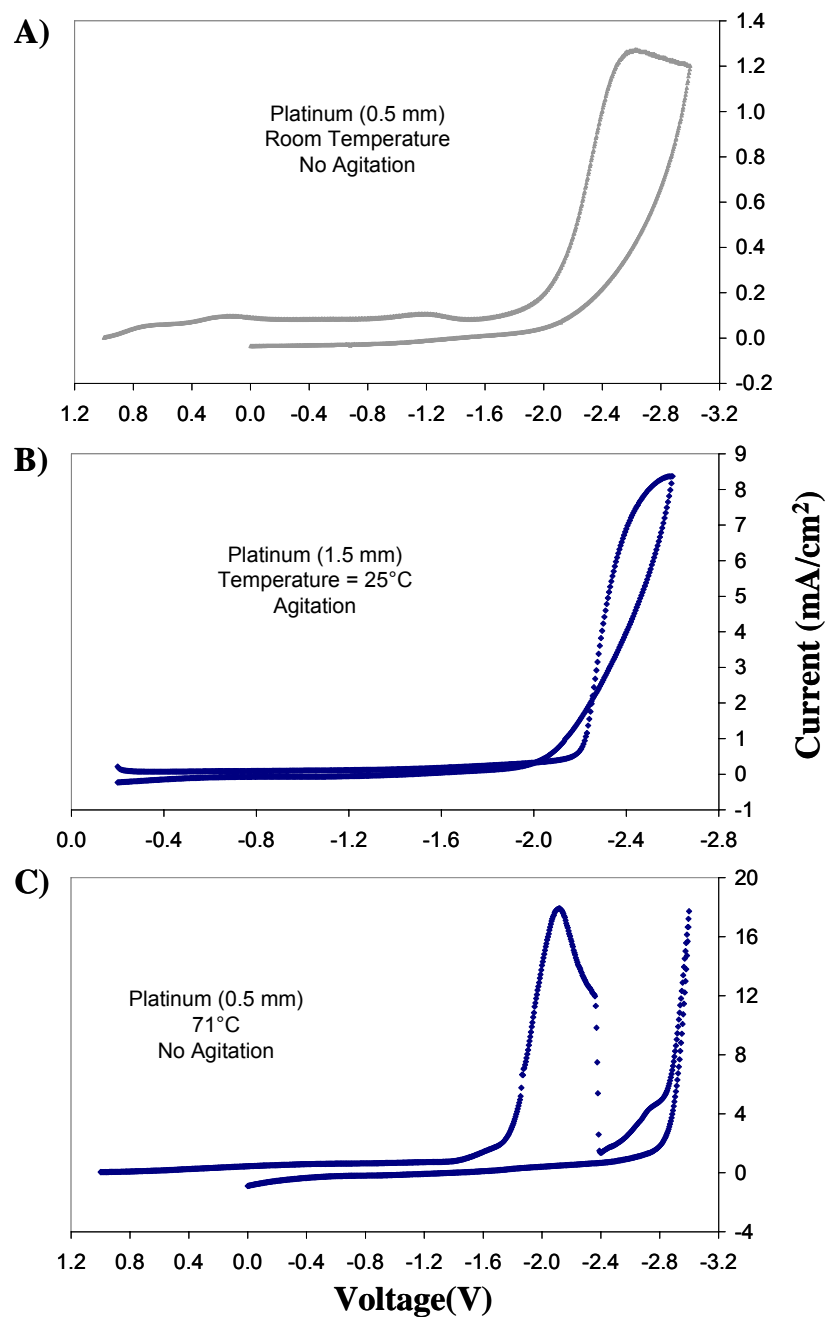 A)
Platinum (0.5 mm)
Room Temperature
No Agitation
1.4
1.2
1.0
0.8
0.6
0.4
0.2
0.0
-0.2
1.2 0.8 0.4 0.0 -0.4 -0.8 -1.2 -1.6 -2.0 -2.4 -2.8 -3.2
B)
Platinum (1.5 mm)
Temperature = 25°C
Agitation
9
8
7
6
5
4
3
2
1
0
-1
0.0 -0.4 -0.8 -1.2 -1.6 -2.0 -2.4 -2.8
Current (mA/cm²)
C)
Platinum (0.5 mm)
71°C
No Agitation
20
16
12
8
4
0
-4
1.2 0.8 0.4 0.0 -0.4 -0.8 -1.2 -1.6 -2.0 -2.4 -2.8 -3.2
Voltage(V)